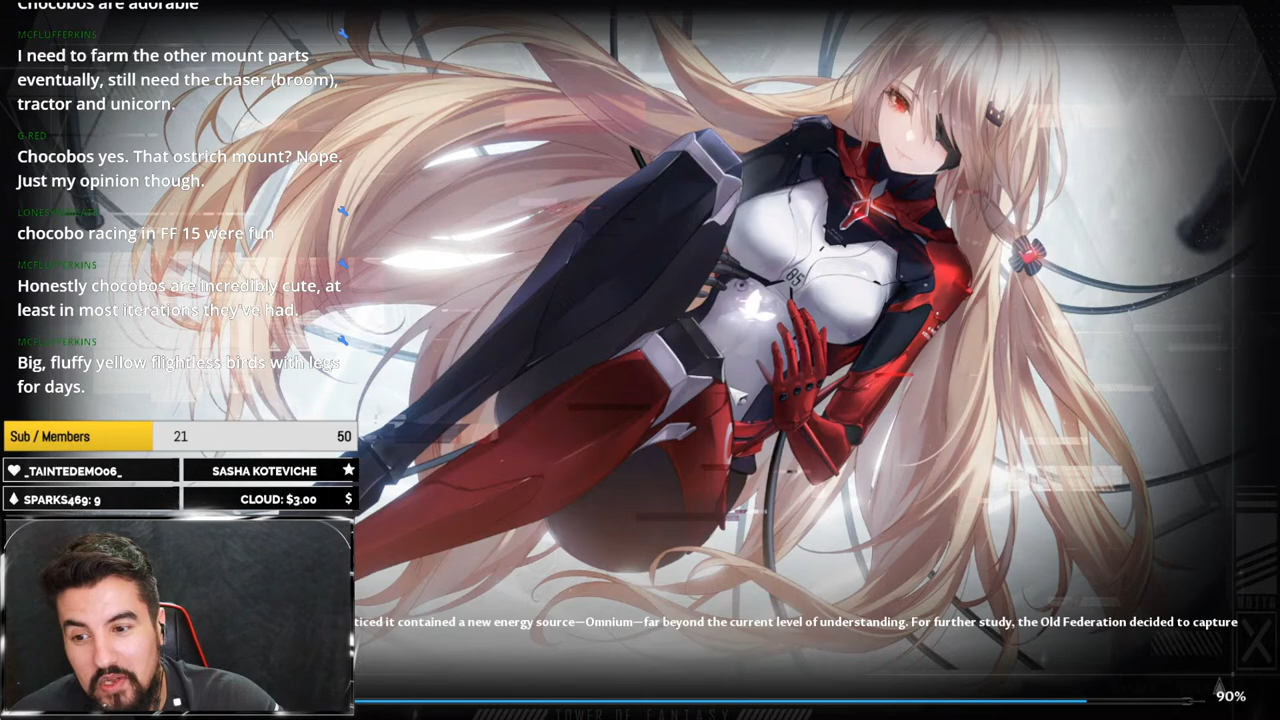 Chocobos are adorable
MCFLUFFERKINS
I need to farm the other mount parts
eventually, still need the chaser (broom),
tractor and unicorn.
G RED
Chocobos yes. That ostrich mount? Nope.
Just my opinion though.
chocobo racing in FF 15 were fun
MCFLUFFERKINS
Honestly chocobos are incredibly cute, at
least in most iterations they've had.
MCFLUFFERKINS
Big, fluffy yellow flightless birds with legs
for days.
Sub / Members 21 50
_TAINTEDEMO06_ SASHA KOTEVICHE
SPARKS469: 9 CLOUD: $3.00 $
85
ticed it contained a new energy source—Omnium—far beyond the current level of understanding. For further study, the Old Federation decided to capture
90%
TOWER OF FANTASY